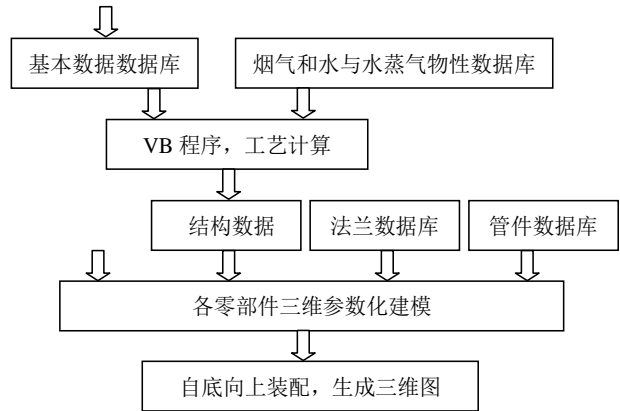 基本数据数据库
烟气和水与水蒸气物性数据库
VB 程序，工艺计算
结构数据
法兰数据库
管件数据库
各零部件三维参数化建模
自底向上装配，生成三维图